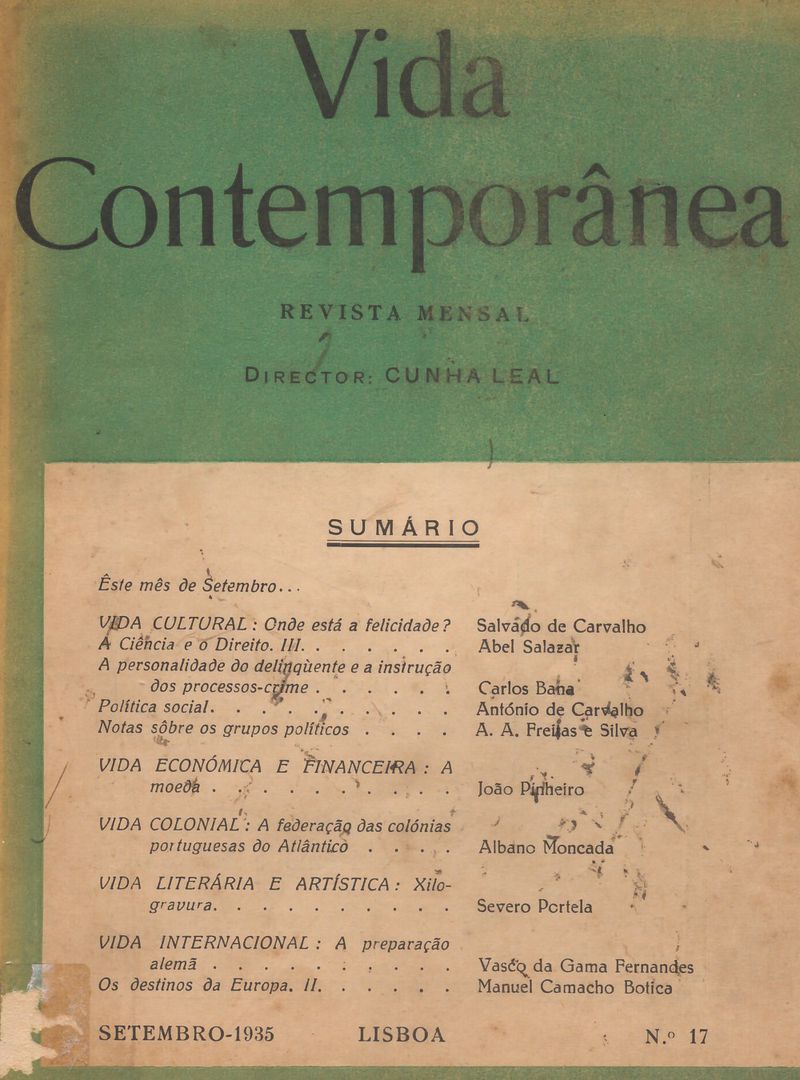 Vida
Contemporânea
REVISTA MENSAL
DIRECTOR: CUNHA LEAL
SUMÁRIO
Êste mês de Setembro...
VIDA CULTURAL: Onde está a felicidade? Salvado de Carvalho
A Ciência e o Direito. III. . . . . . . Abel Salazar
A personalidade do delinqüente e a instrução
dos processos-crime . . . . . . Carlos Bana
Política social. . . . . . . . . . António de Carvalho
Notas sôbre os grupos políticos . . . . A. A. Freitas e Silva
VIDA ECONÓMICA E FINANCEIRA: A
moeda . . . . . . . . . . João Pinheiro
VIDA COLONIAL: A federação das colónias
portuguesas do Atlântico . . . . Albano Moncada
VIDA LITERÁRIA E ARTÍSTICA: Xilo-
gravura. . . . . . . . . . Severo Portela
VIDA INTERNACIONAL: A preparação
alemã . . . . . . . . . . Vasco da Gama Fernandes
Os destinos da Europa. II. . . . . . Manuel Camacho Botica
SETEMBRO-1935 LISBOA N.º 17